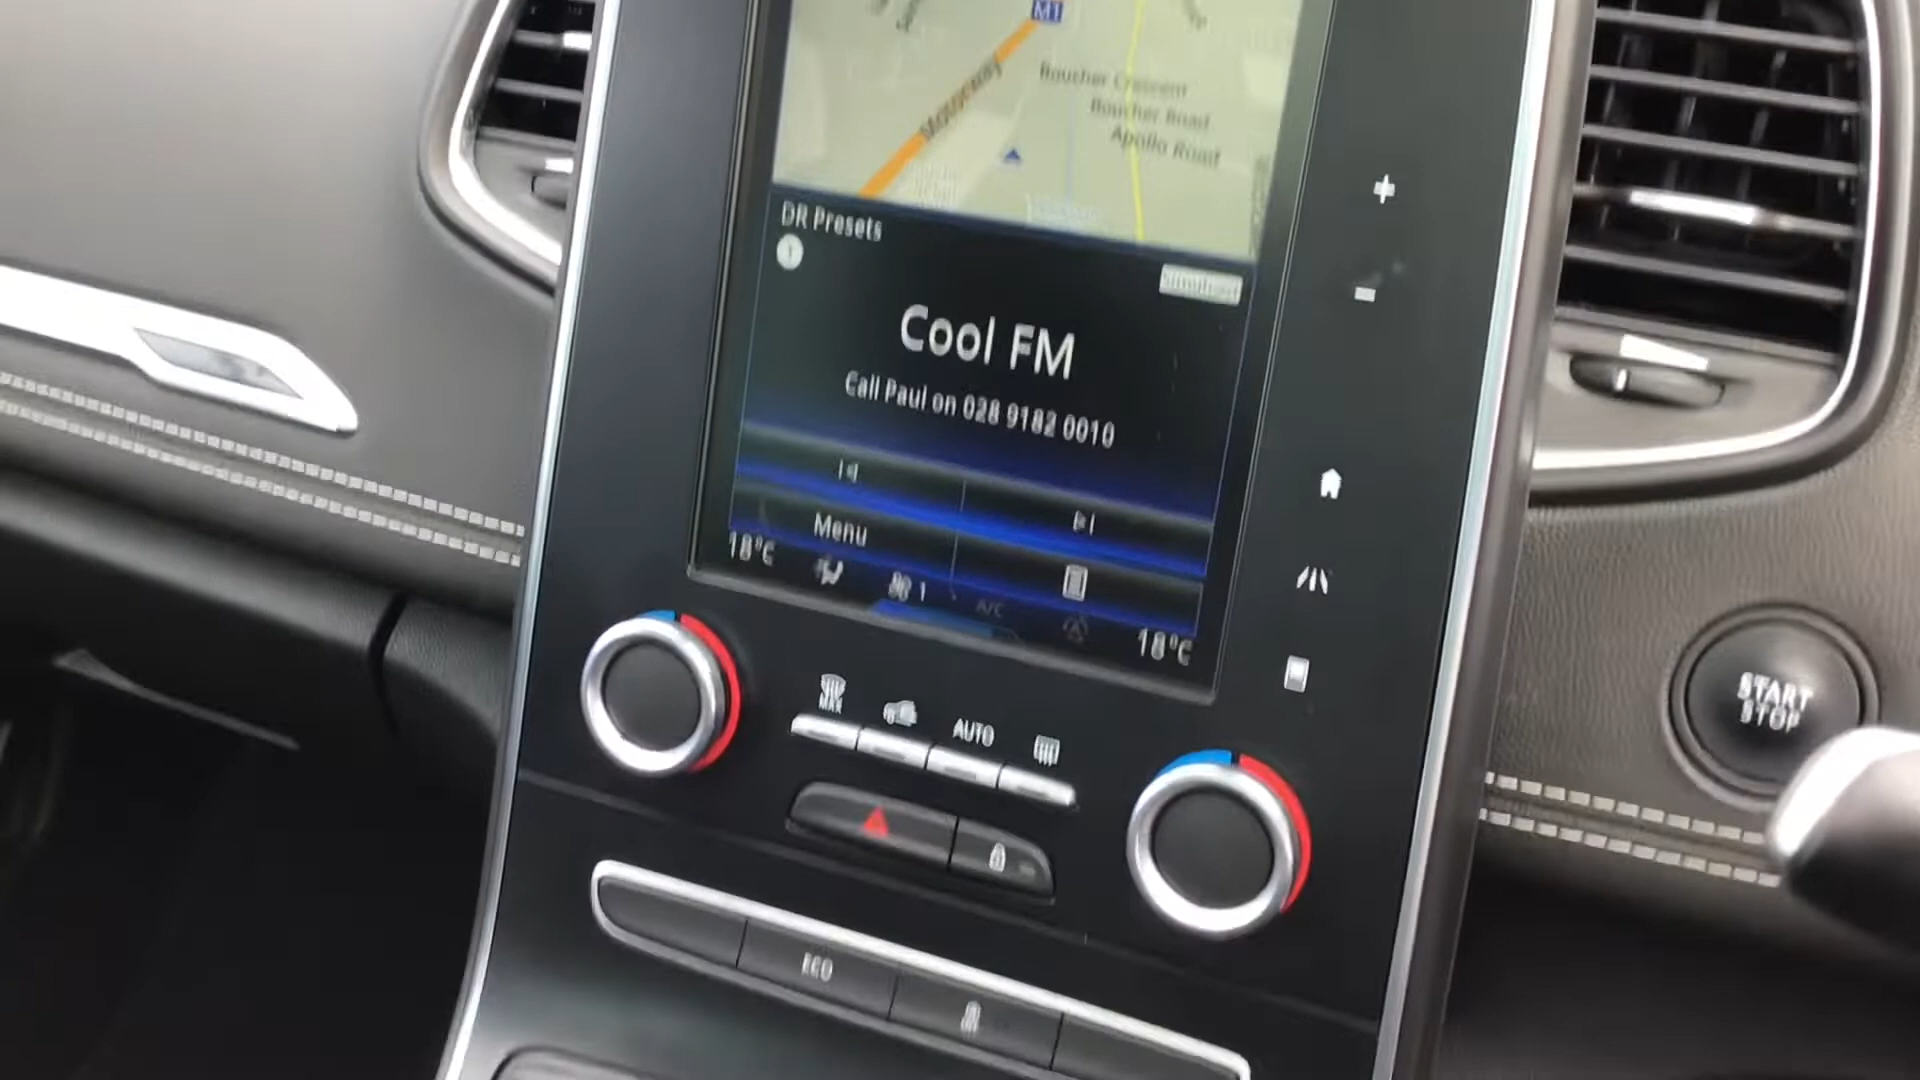 M1
Boucher Crescent
Boucher Road
Apollo Road
DR Presets
Cool FM
Call Paul on 028 9182 0010
Menu
18°C
1
A/C
18°C
MAX
AUTO
START
STOP
ECO